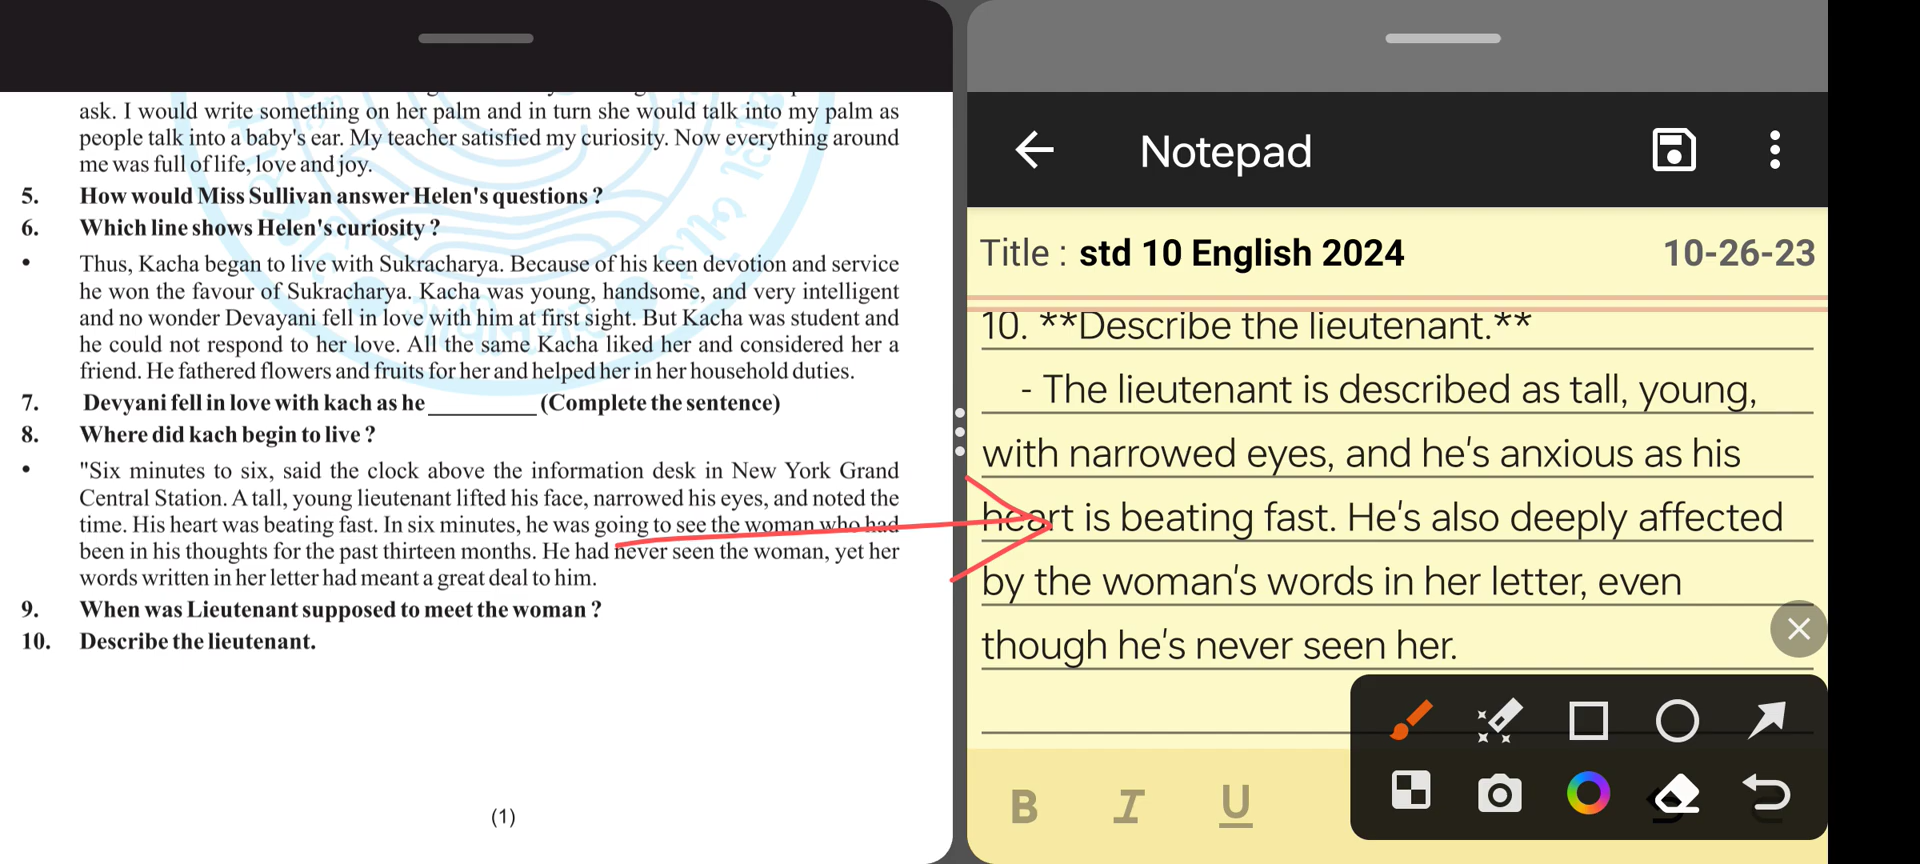 ask. I would write something on her palm and in turn she would talk into my palm as
people talk into a baby's ear. My teacher satisfied my curiosity. Now everything around
me was full of life, love and joy.
5. How would Miss Sullivan answer Helen's questions ?
6. Which line shows Helen's curiosity ?
• Thus, Kacha began to live with Sukracharya. Because of his keen devotion and service
he won the favour of Sukracharya. Kacha was young, handsome, and very intelligent
and no wonder Devayani fell in love with him at first sight. But Kacha was student and
he could not respond to her love. All the same Kacha liked her and considered her a
friend. He fathered flowers and fruits for her and helped her in her household duties.
7. Devyani fell in love with kach as he _________ (Complete the sentence)
8. Where did kach begin to live ?
• "Six minutes to six, said the clock above the information desk in New York Grand
Central Station. A tall, young lieutenant lifted his face, narrowed his eyes, and noted the
time. His heart was beating fast. In six minutes, he was going to see the woman who had
been in his thoughts for the past thirteen months. He had never seen the woman, yet her
words written in her letter had meant a great deal to him.
9. When was Lieutenant supposed to meet the woman ?
10. Describe the lieutenant.
(1)
Notepad
Title : std 10 English 2024 10-26-23
10. **Describe the lieutenant.**
- The lieutenant is described as tall, young,
with narrowed eyes, and he's anxious as his
heart is beating fast. He's also deeply affected
by the woman's words in her letter, even
though he's never seen her.
B I U